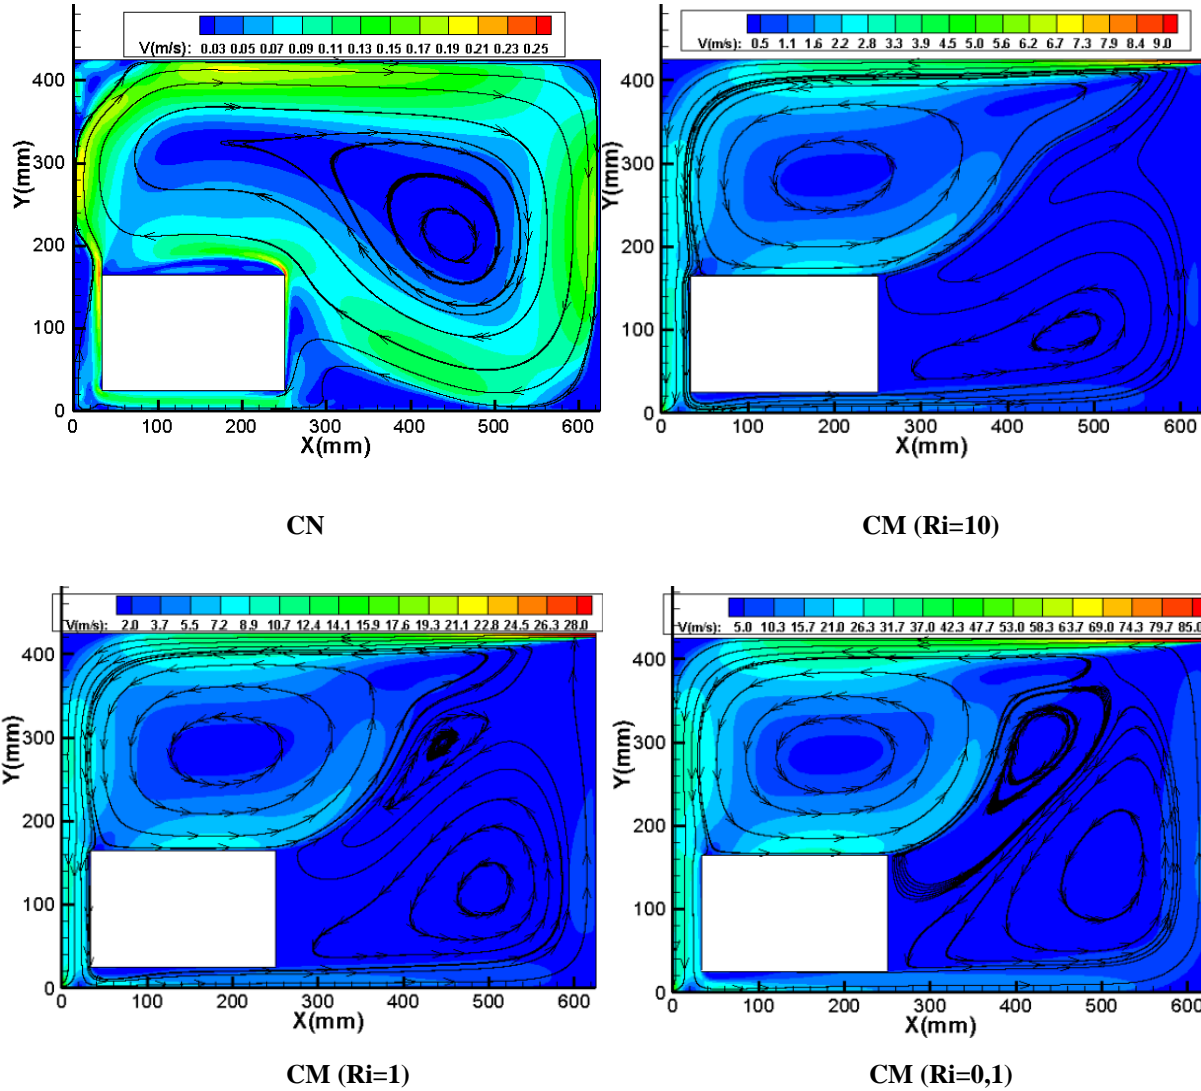 V(m/s): 0.03 0.05 0.07 0.09 0.11 0.13 0.15 0.17 0.19 0.21 0.23 0.25
400
300
Y(mm)
200
100
0
100 200 300 400 500 600
X(mm)
CN
V(m/s): 0.5 1.1 1.6 2.2 2.8 3.3 3.9 4.5 5.0 5.6 6.2 6.7 7.3 7.9 8.4 9.0
400
300
Y(mm)
200
100
0
0 100 200 300 400 500 600
X(mm)
CM (Ri=10)
V(m/s): 2.0 3.7 5.5 7.2 8.9 10.7 12.4 14.1 15.9 17.6 19.3 21.1 22.8 24.5 26.3 28.0
400
300
Y(mm)
200
100
0
0 100 200 300 400 500 600
X(mm)
CM (Ri=1)
V(m/s): 5.0 10.3 15.7 21.0 26.3 31.7 37.0 42.3 47.7 53.0 58.3 63.7 69.0 74.3 79.7 85.0
400
300
Y(mm)
200
100
0
0 100 200 300 400 500 600
X(mm)
CM (Ri=0,1)